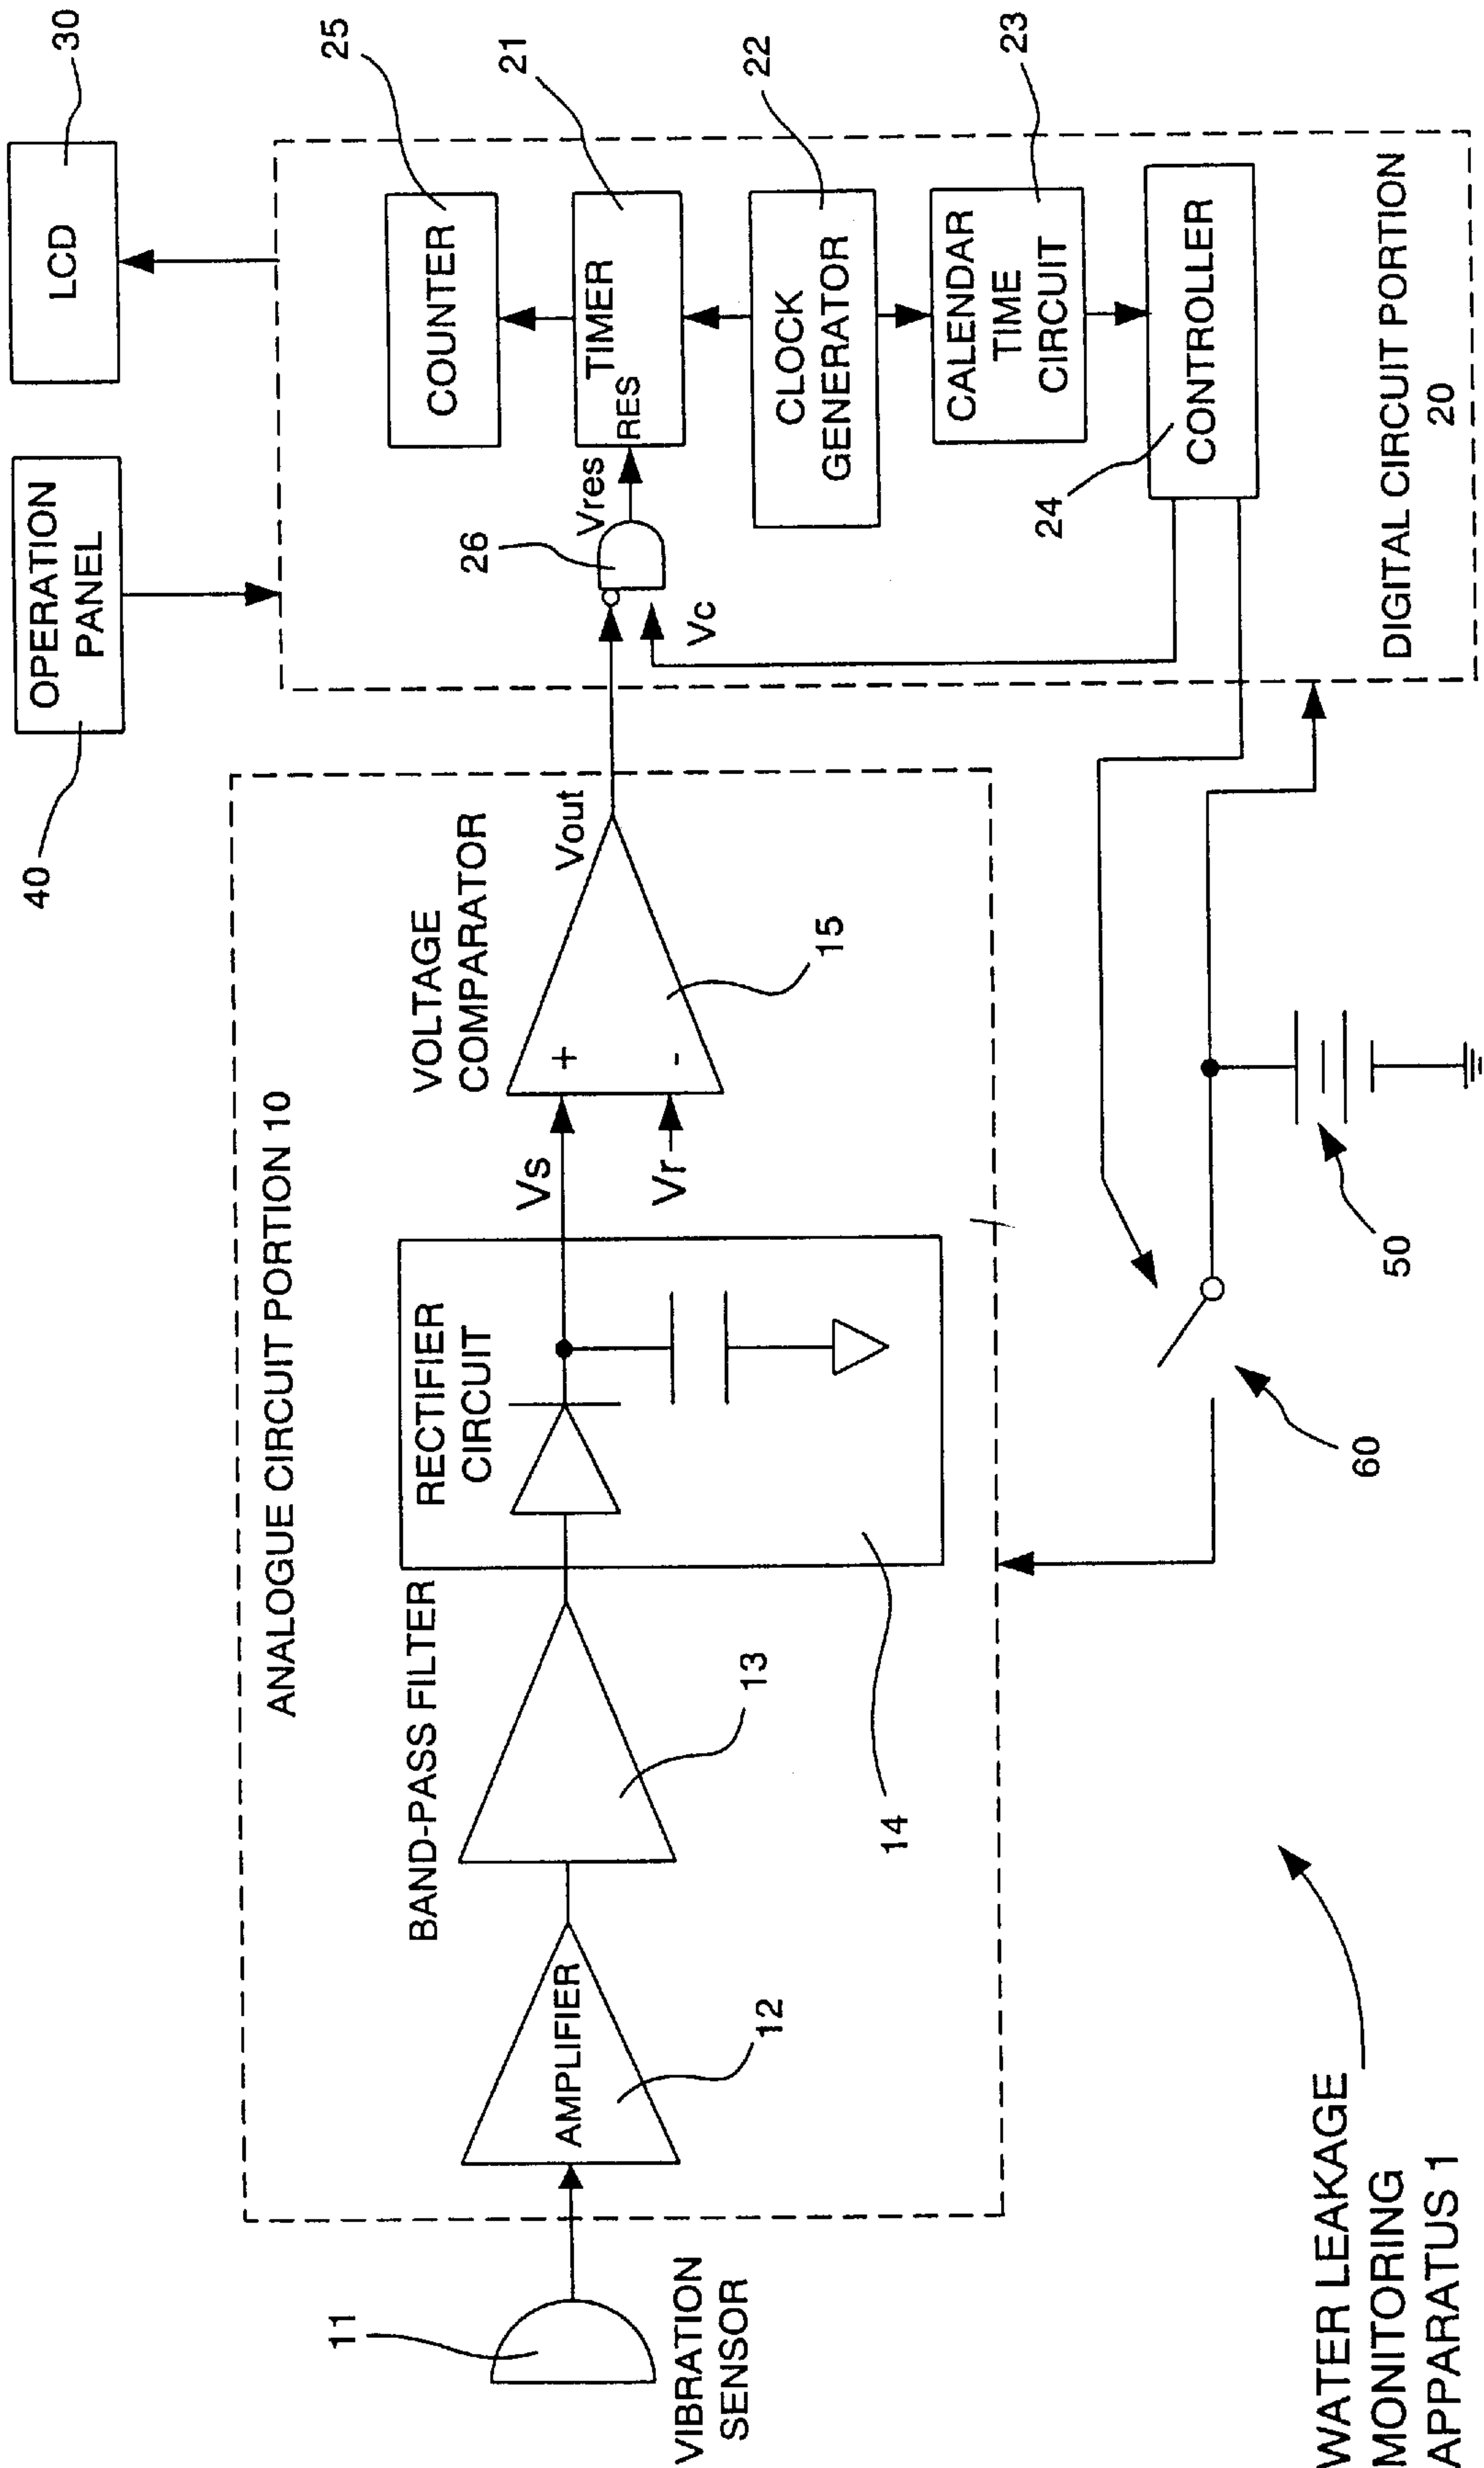 OPERATION
PANEL
40
LCD
30
ANALOGUE CIRCUIT PORTION 10
VIBRATION
SENSOR
11
AMPLIFIER
12
BAND-PASS FILTER
13
RECTIFIER
CIRCUIT
14
Vs
Vr
VOLTAGE
COMPARATOR
+
-
15
Vout
26
Vres
Vc
COUNTER
25
TIMER
RES
21
CLOCK
GENERATOR
22
CALENDAR
TIME
CIRCUIT
23
CONTROLLER
24
DIGITAL CIRCUIT PORTION
20
50
60
WATER LEAKAGE
MONITORING
APPARATUS 1